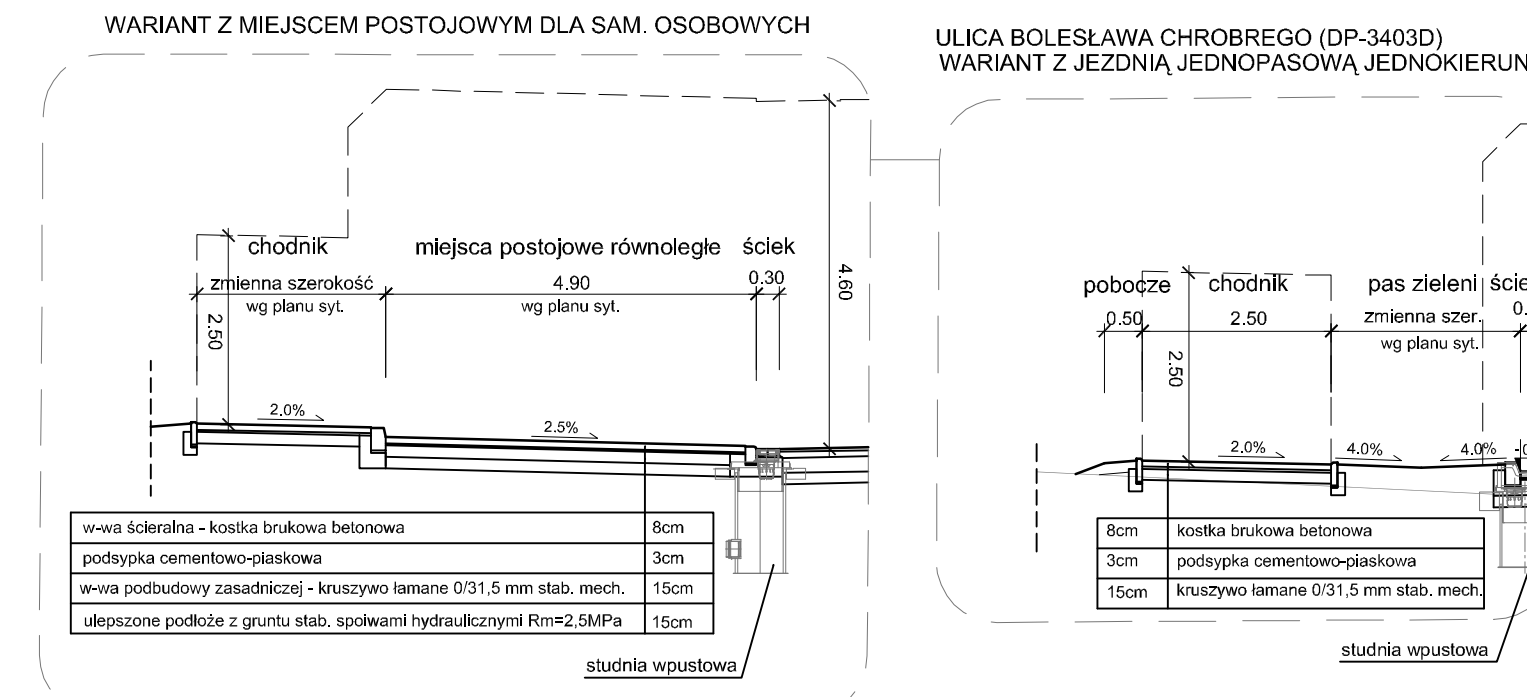 WARIANT Z MIEJSCEM POSTOJOWYM DLA SAM. OSOBOWYCH
chodnik miejsca postojowe równoległe ściek
zmienna szerokość 4.90 0.30
wg planu syt. wg planu syt.
4.60
2.50
2.0%
2.5%
w-wa ścieralna - kostka brukowa betonowa 8cm
podsypka cementowo-piaskowa 3cm
w-wa podbudowy zasadniczej - kruszywo łamane 0/31,5 mm stab. mech. 15cm
ulepszone podłoże z gruntu stab. spoiwami hydraulicznymi Rm=2,5MPa 15cm
studnia wpustowa
ULICA BOLESŁAWA CHROBREGO (DP-3403D)
WARIANT Z JEZDNIĄ JEDNOPASOWĄ JEDNOKIERUN
pobocze chodnik pas zieleni ście
0.50 2.50 zmienna szer. 0.
wg planu syt.
2.50
2.0% 4.0% 4.0%
8cm kostka brukowa betonowa
3cm podsypka cementowo-piaskowa
15cm kruszywo łamane 0/31,5 mm stab. mech.
studnia wpustowa